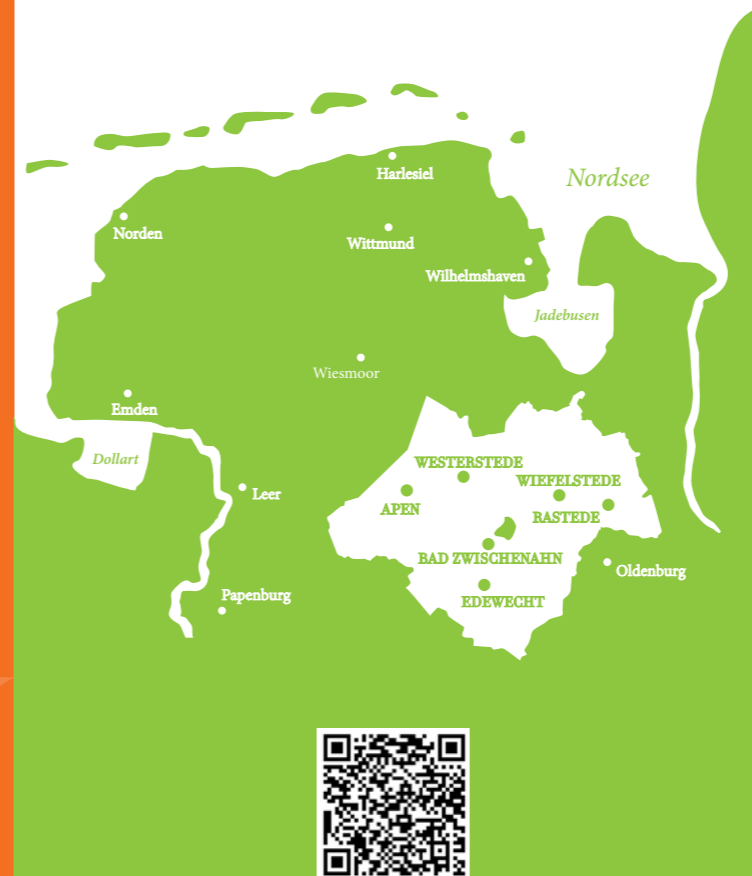 Harlesiel
Nordsee
Norden
Wittmund
Wilhelmshaven
Jadebusen
Wiesmoor
Emden
Dollart
WESTERSTEDE
WIEFELSTEDE
Leer
APEN
RASTEDE
BAD ZWISCHENAHN
Oldenburg
Papenburg
EDEWECHT